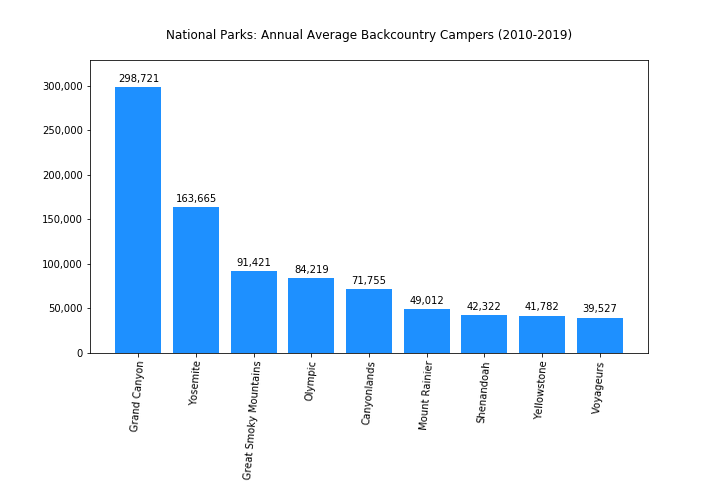 National Parks: Annual Average Backcountry Campers (2010-2019)
300,000
250,000
200,000
150,000
100,000
50,000
0
298,721
163,665
91,421
84,219
71,755
49,012
42,322
41,782
39,527
Grand Canyon
Yosemite
Great Smoky Mountains
Olympic
Canyonlands
Mount Rainier
Shenandoah
Yellowstone
Voyageurs